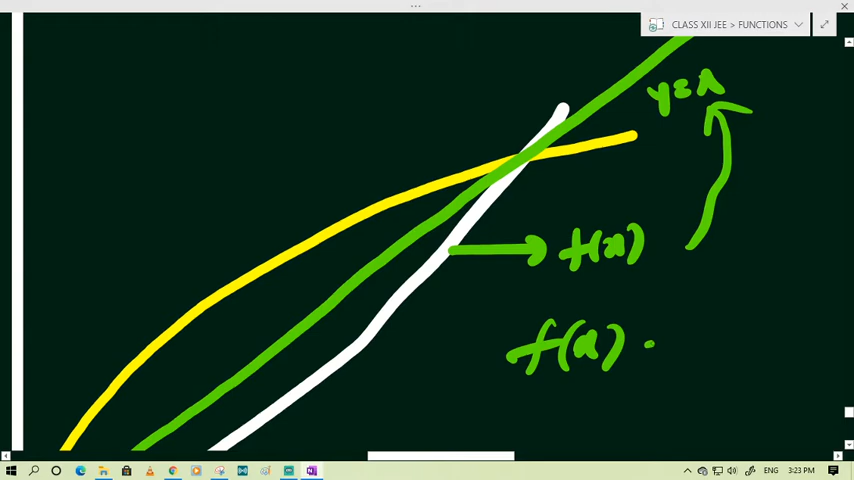 CLASS XII JEE > FUNCTIONS
y=x
f(x)
f(x)
ENG 3:23 PM